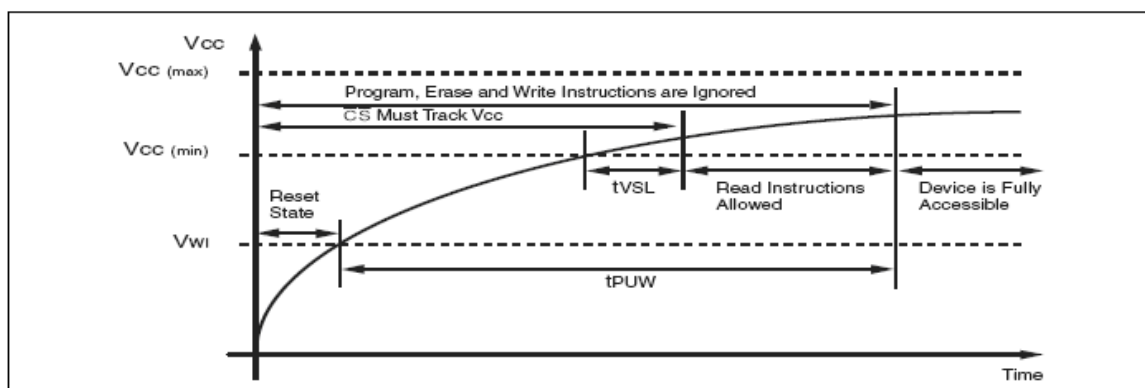 Vcc
Vcc (max)
Program, Erase and Write Instructions are Ignored
CS Must Track Vcc
Vcc (min)
tVSL
Read Instructions
Allowed
Device is Fully
Accessible
Reset
State
VWI
tPUW
Time